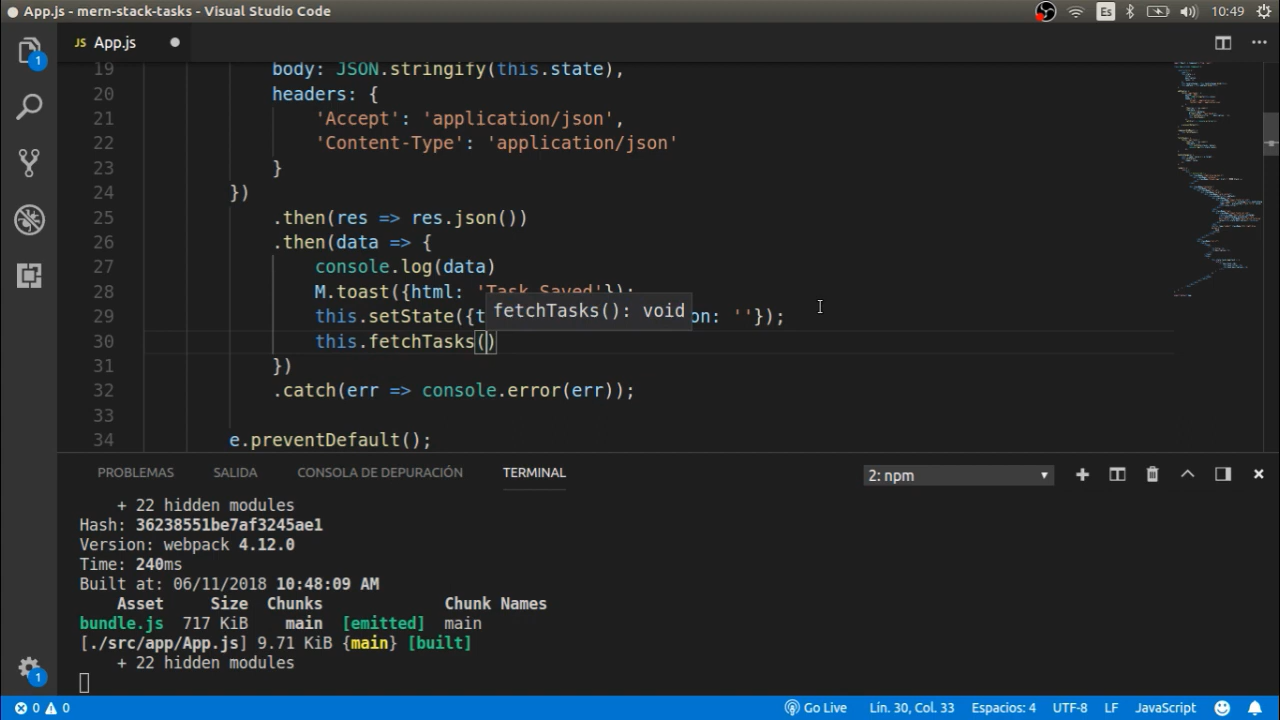 App.js - mern-stack-tasks - Visual Studio Code
Es
10:49
1
JS App.js
19 body: JSON.stringify(this.state),
20 headers: {
21 'Accept': 'application/json',
22 'Content-Type': 'application/json'
23 }
24 })
25 .then(res => res.json())
26 .then(data => {
27 console.log(data)
28 M.toast({html: 'Task Saved'});
fetchTasks(): void
29 this.setState({t on: ''});
30 this.fetchTasks()
31 })
32 .catch(err => console.error(err));
33
34 e.preventDefault();
PROBLEMAS SALIDA CONSOLA DE DEPURACIÓN TERMINAL 2: npm
+ 22 hidden modules
Hash: 36238551be7af3245ae1
Version: webpack 4.12.0
Time: 240ms
Built at: 06/11/2018 10:48:09 AM
Asset Size Chunks Chunk Names
bundle.js 717 KiB main [emitted] main
[./src/app/App.js] 9.71 KiB {main} [built]
+ 22 hidden modules
1
0 0 Go Live Lín. 30, Col. 33 Espacios: 4 UTF-8 LF JavaScript